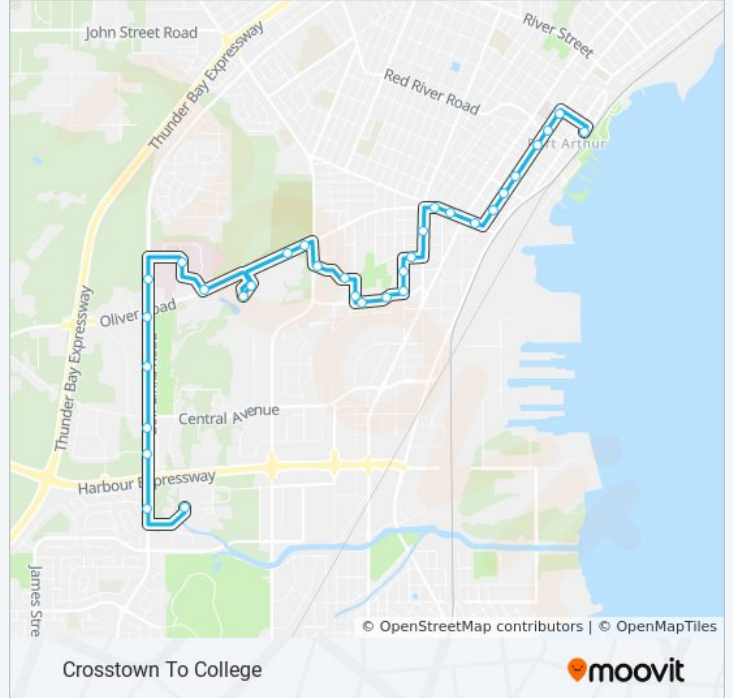 River Street
John Street Road
Thunder Bay Expressway
Red River Road
Port Arthur
Oliver Road
Thunder Bay Expressway
Central Avenue
Harbour Expressway
James Stre
© OpenStreetMap contributors | © OpenMapTiles
Crosstown To College
moovit